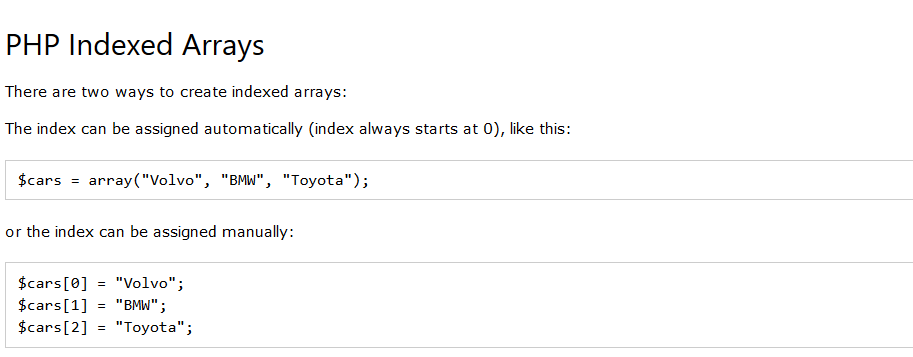 PHP Indexed Arrays
There are two ways to create indexed arrays:
The index can be assigned automatically (index always starts at 0), like this:
$cars = array("Volvo", "BMW", "Toyota");
or the index can be assigned manually:
$cars[0] = "Volvo";
$cars[1] = "BMW";
$cars[2] = "Toyota";